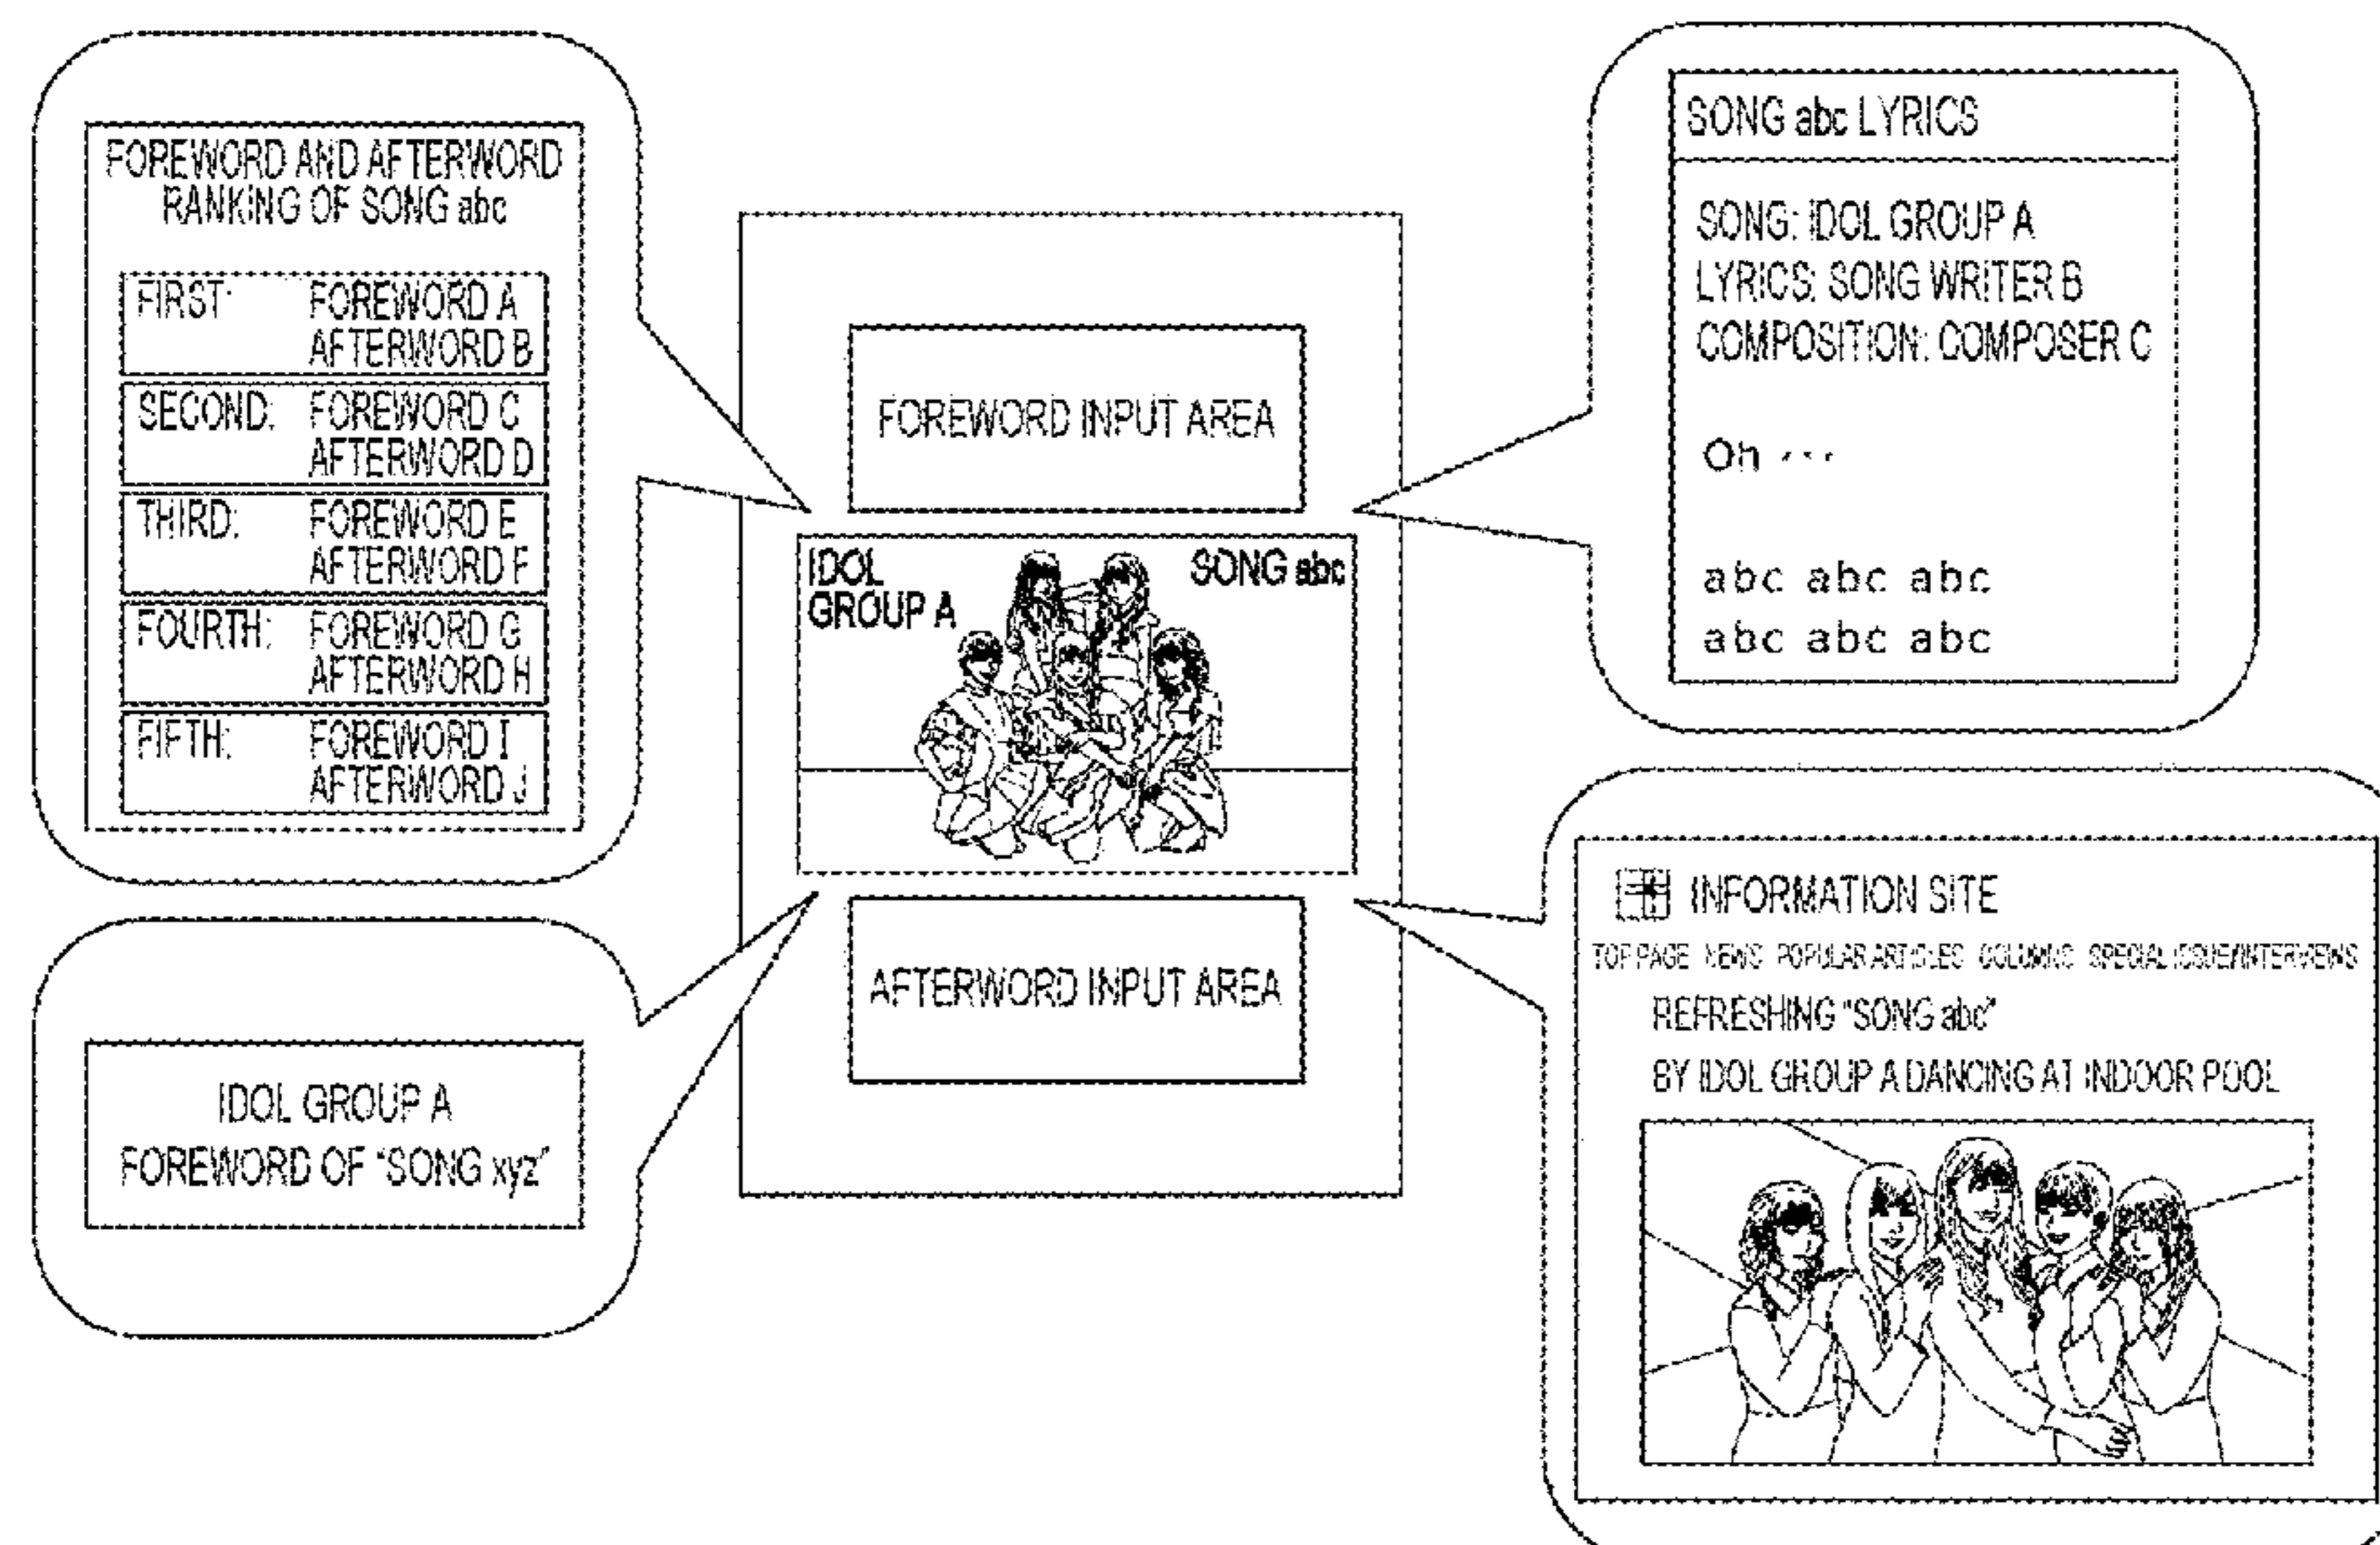 FOREWORD AND AFTERWORD
RANKING OF SONG abc
FIRST: FOREWORD A
AFTERWORD B
SECOND: FOREWORD C
AFTERWORD D
THIRD: FOREWORD E
AFTERWORD F
FOURTH: FOREWORD G
AFTERWORD H
FIFTH: FOREWORD I
AFTERWORD J
IDOL GROUP A
FOREWORD OF "SONG xyz"
FOREWORD INPUT AREA
IDOL
GROUP A
SONG abc
AFTERWORD INPUT AREA
SONG abc LYRICS
SONG: IDOL GROUP A
LYRICS: SONG WRITER B
COMPOSITION: COMPOSER C
Oh ・・・
abc abc abc
abc abc abc
INFORMATION SITE
TOP PAGE NEWS POPULAR ARTICLES COLUMNS SPECIAL ISSUE/INTERVIEWS
REFRESHING "SONG abc"
BY IDOL GROUP A DANCING AT INDOOR POOL